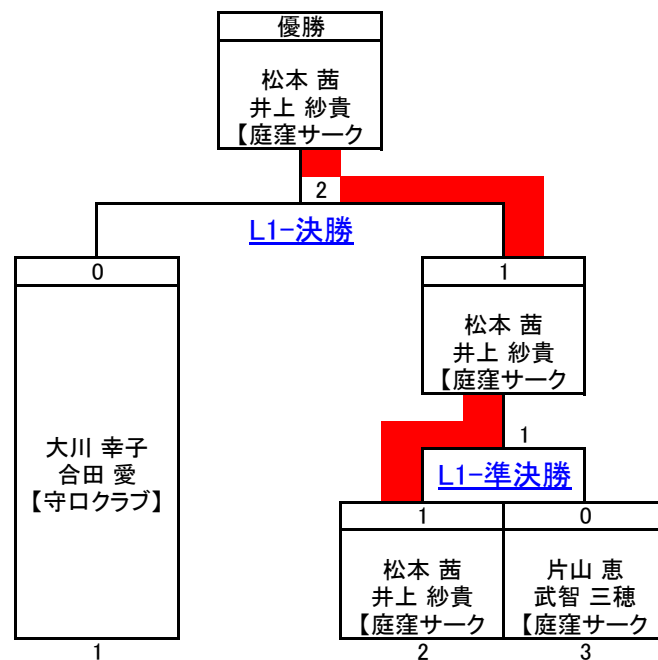 優勝
松本 茜
井上 紗貴
【庭窪サーク
2
L1-決勝
0
大川 幸子
合田 愛
【守口クラブ】
1
1
松本 茜
井上 紗貴
【庭窪サーク
1
L1-準決勝
1
松本 茜
井上 紗貴
【庭窪サーク
2
0
片山 恵
武智 三穂
【庭窪サーク
3